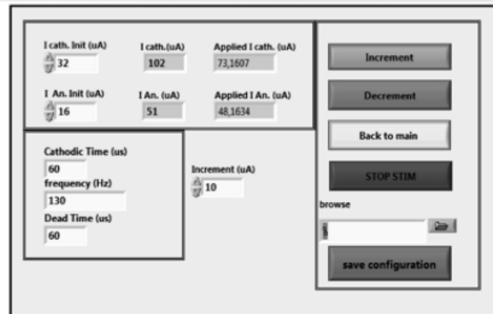 I cath. Init (uA) I cath.(uA) Applied I cath. (uA)
32 102 73,1607
I An. Init (uA) I An. (uA) Applied I An. (uA)
16 51 48,1634
Cathodic Time (us)
60
frequency (Hz)
130
Dead Time (us)
60
Increment (uA)
10
Increment
Decrement
Back to main
STOP STIM
browse
save configuration